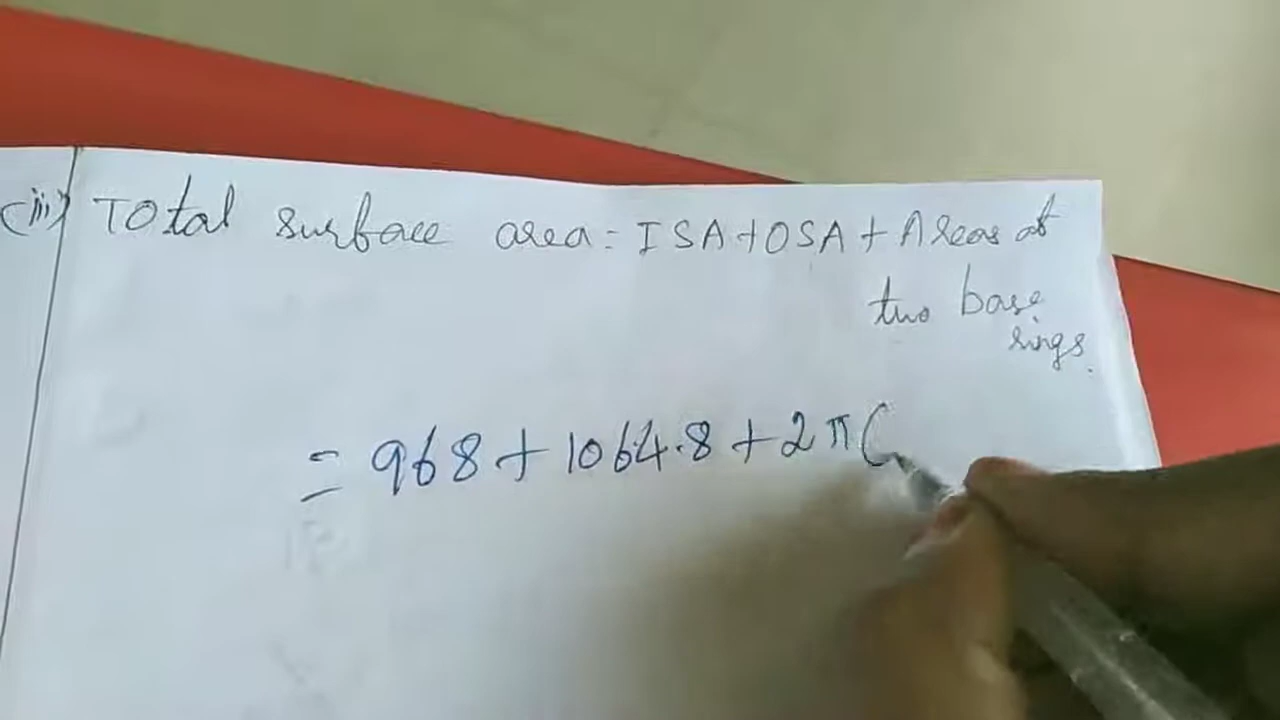 (iii) Total surface area = ISA+OSA+Areas of
two base
rings.
= 968+1064.8+2π(